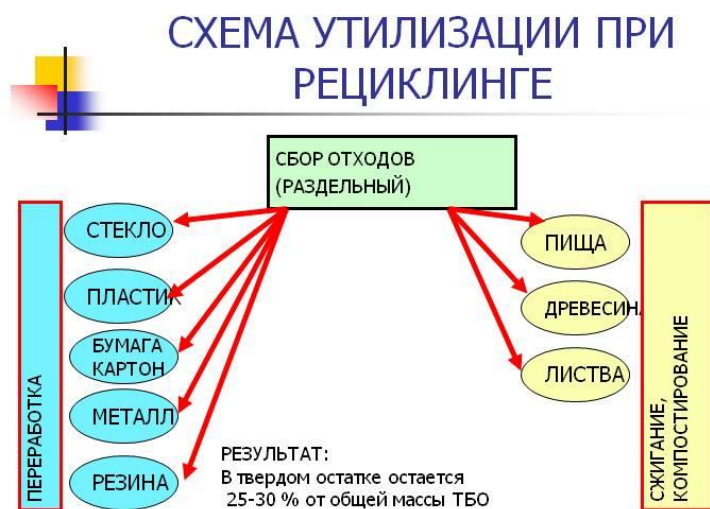 СХЕМА УТИЛИЗАЦИИ ПРИ
РЕЦИКЛИНГЕ
СБОР ОТХОДОВ
(РАЗДЕЛЬНЫЙ)
СТЕКЛО
ПЛАСТИК
БУМАГА
КАРТОН
МЕТАЛЛ
РЕЗИНА
ПЕРЕРАБОТКА
ПИЩА
ДРЕВЕСИНА
ЛИСТВА
СЖИГАНИЕ,
КОМПОСТИРОВАНИЕ
РЕЗУЛЬТАТ:
В твердом остатке остается
25-30 % от общей массы ТБО